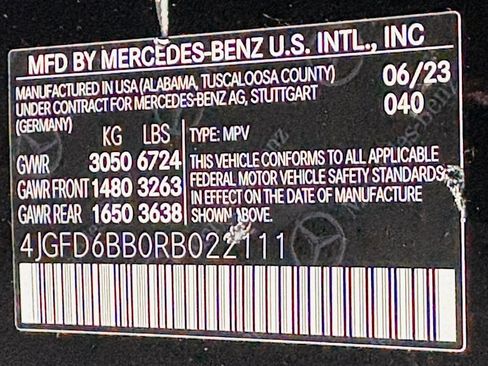 MFD BY MERCEDES-BENZ U.S. INTL., INC
MANUFACTURED IN USA (ALABAMA, TUSCALOOSA COUNTY) 06/23
UNDER CONTRACT FOR MERCEDES-BENZ AG, STUTTGART 040
(GERMANY)
KG LBS TYPE: MPV
GVWR 3050 6724 THIS VEHICLE CONFORMS TO ALL APPLICABLE
GAWR FRONT 1480 3263 FEDERAL MOTOR VEHICLE SAFETY STANDARDS
IN EFFECT ON THE DATE OF MANUFACTURE
GAWR REAR 1650 3638 SHOWN ABOVE.
4JGFD6BB0RB022111